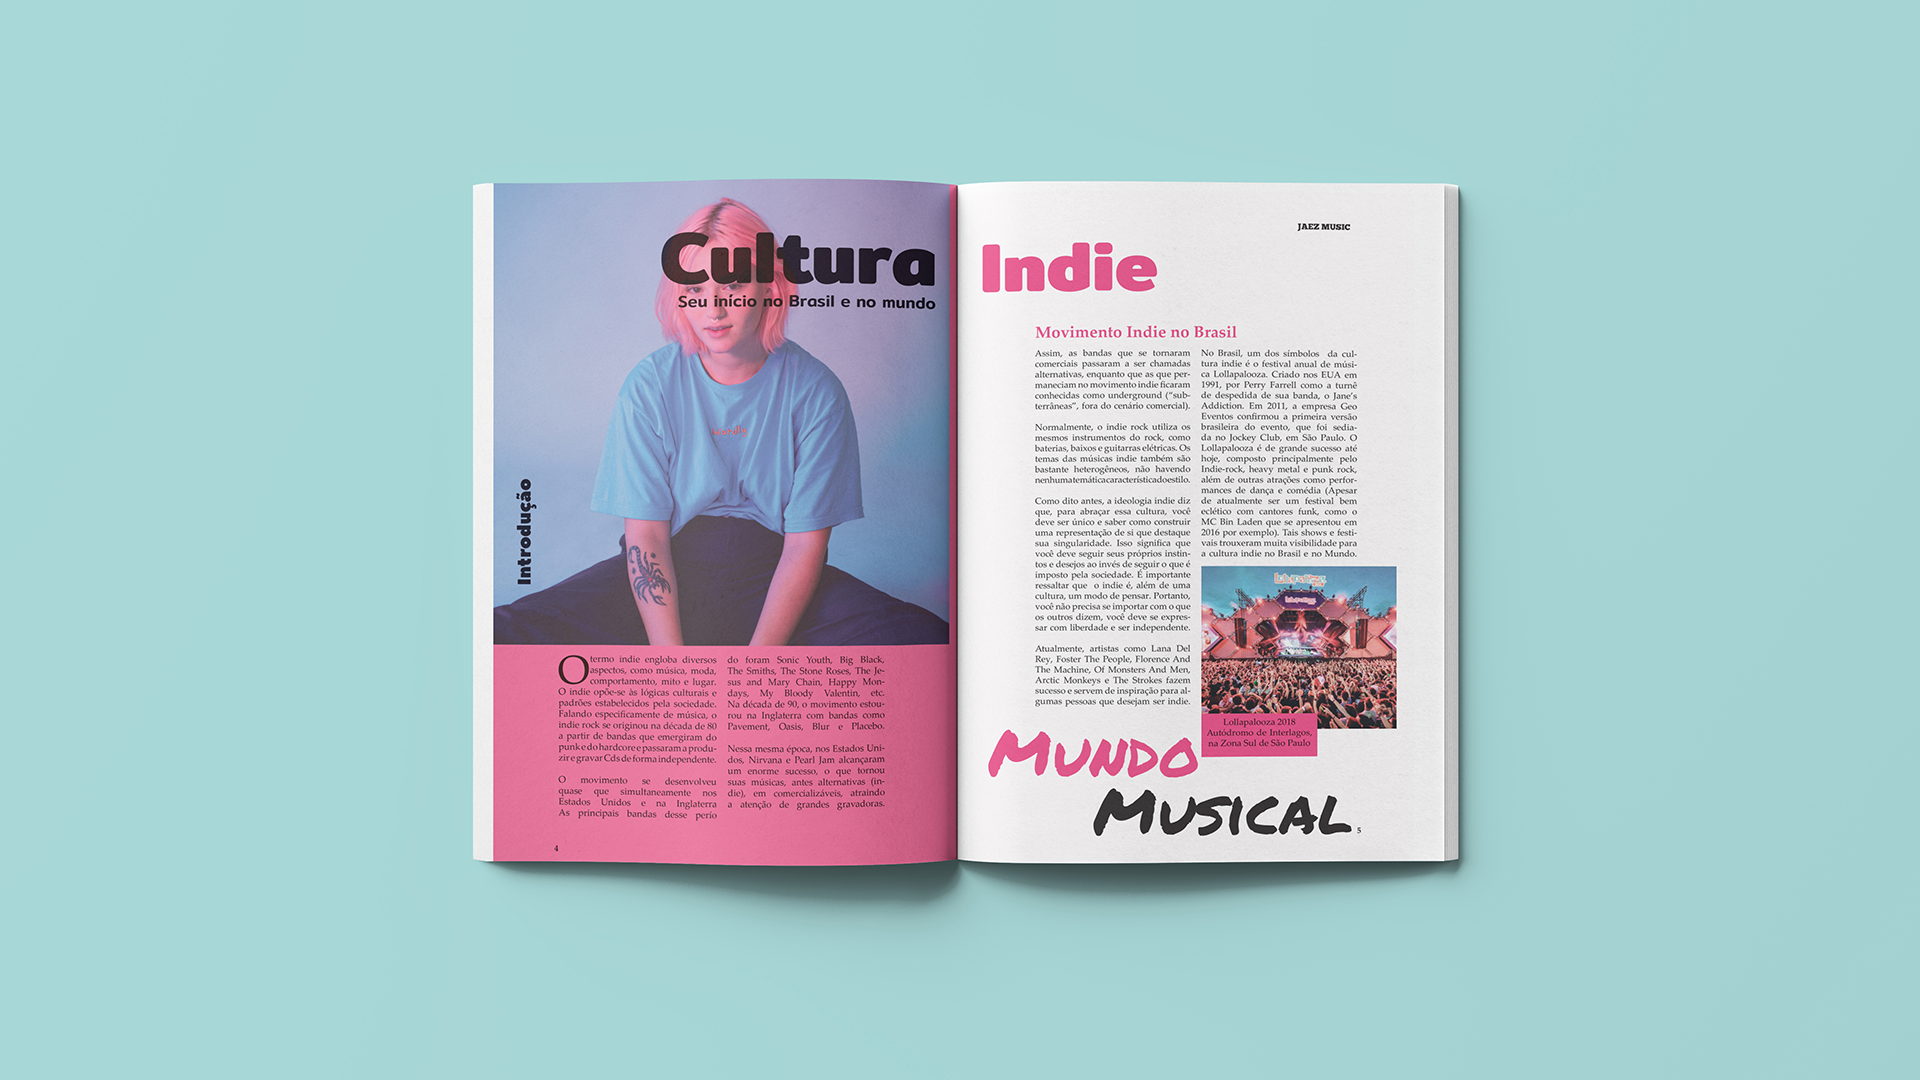 Cultura
Seu início no Brasil e no mundo
Introdução
O termo indie engloba diversos
aspectos, como música, moda,
comportamento, mito e lugar.
O indie opõe-se às lógicas culturais e
padrões estabelecidos pela sociedade.
Falando especificamente de música, o
indie rock se originou na década de 80
a partir de bandas que emergiram do
punk e do hardcore e passaram a produ-
zir e gravar Cds de forma independente.
O movimento se desenvolveu
quase que simultaneamente nos
Estados Unidos e na Inglaterra
As principais bandas desse perío
do foram Sonic Youth, Big Black,
The Smiths, The Stone Roses, The Je-
sus and Mary Chain, Happy Mon-
days, My Bloody Valentin, etc.
Na década de 90, o movimento estou-
rou na Inglaterra com bandas como
Pavement, Oasis, Blur e Placebo.
Nessa mesma época, nos Estados Uni-
dos, Nirvana e Pearl Jam alcançaram
um enorme sucesso, o que tornou
suas músicas, antes alternativas (in-
die), em comercializáveis, atraindo
a atenção de grandes gravadoras.
4
JAEZ MUSIC
Indie
Movimento Indie no Brasil
Assim, as bandas que se tornaram
comerciais passaram a ser chamadas
alternativas, enquanto que as que per-
maneciam no movimento indie ficaram
conhecidas como underground (“sub-
terrâneas”, fora do cenário comercial).
Normalmente, o indie rock utiliza os
mesmos instrumentos do rock, como
baterias, baixos e guitarras elétricas. Os
temas das músicas indie também são
bastante heterogêneos, não havendo
nenhuma temática característica do estilo.
Como dito antes, a ideologia indie diz
que, para abraçar essa cultura, você
deve ser único e saber como construir
uma representação de si que destaque
sua singularidade. Isso significa que
você deve seguir seus próprios instin-
tos e desejos ao invés de seguir o que é
imposto pela sociedade. É importante
ressaltar que o indie é, além de uma
cultura, um modo de pensar. Portanto,
você não precisa se importar com o que
os outros dizem, você deve se expres-
sar com liberdade e ser independente.
Atualmente, artistas como Lana Del
Rey, Foster The People, Florence And
The Machine, Of Monsters And Men,
Arctic Monkeys e The Strokes fazem
sucesso e servem de inspiração para al-
gumas pessoas que desejam ser indie.
No Brasil, um dos símbolos da cul-
tura indie é o festival anual de músi-
ca Lollapalooza. Criado nos EUA em
1991, por Perry Farrell como a turnê
de despedida de sua banda, o Jane’s
Addiction. Em 2011, a empresa Geo
Eventos confirmou a primeira versão
brasileira do evento, que foi sedia-
da no Jockey Club, em São Paulo. O
Lollapalooza é de grande sucesso até
hoje, composto principalmente pelo
Indie-rock, heavy metal e punk rock,
além de outras atrações como perfor-
mances de dança e comédia (Apesar
de atualmente ser um festival bem
eclético com cantores funk, como o
MC Bin Laden que se apresentou em
2016 por exemplo). Tais shows e festi-
vais trouxeram muita visibilidade para
a cultura indie no Brasil e no Mundo.
Lollapalooza 2018
Autódromo de Interlagos,
na Zona Sul de São Paulo
MUNDO
MUSICAL
5